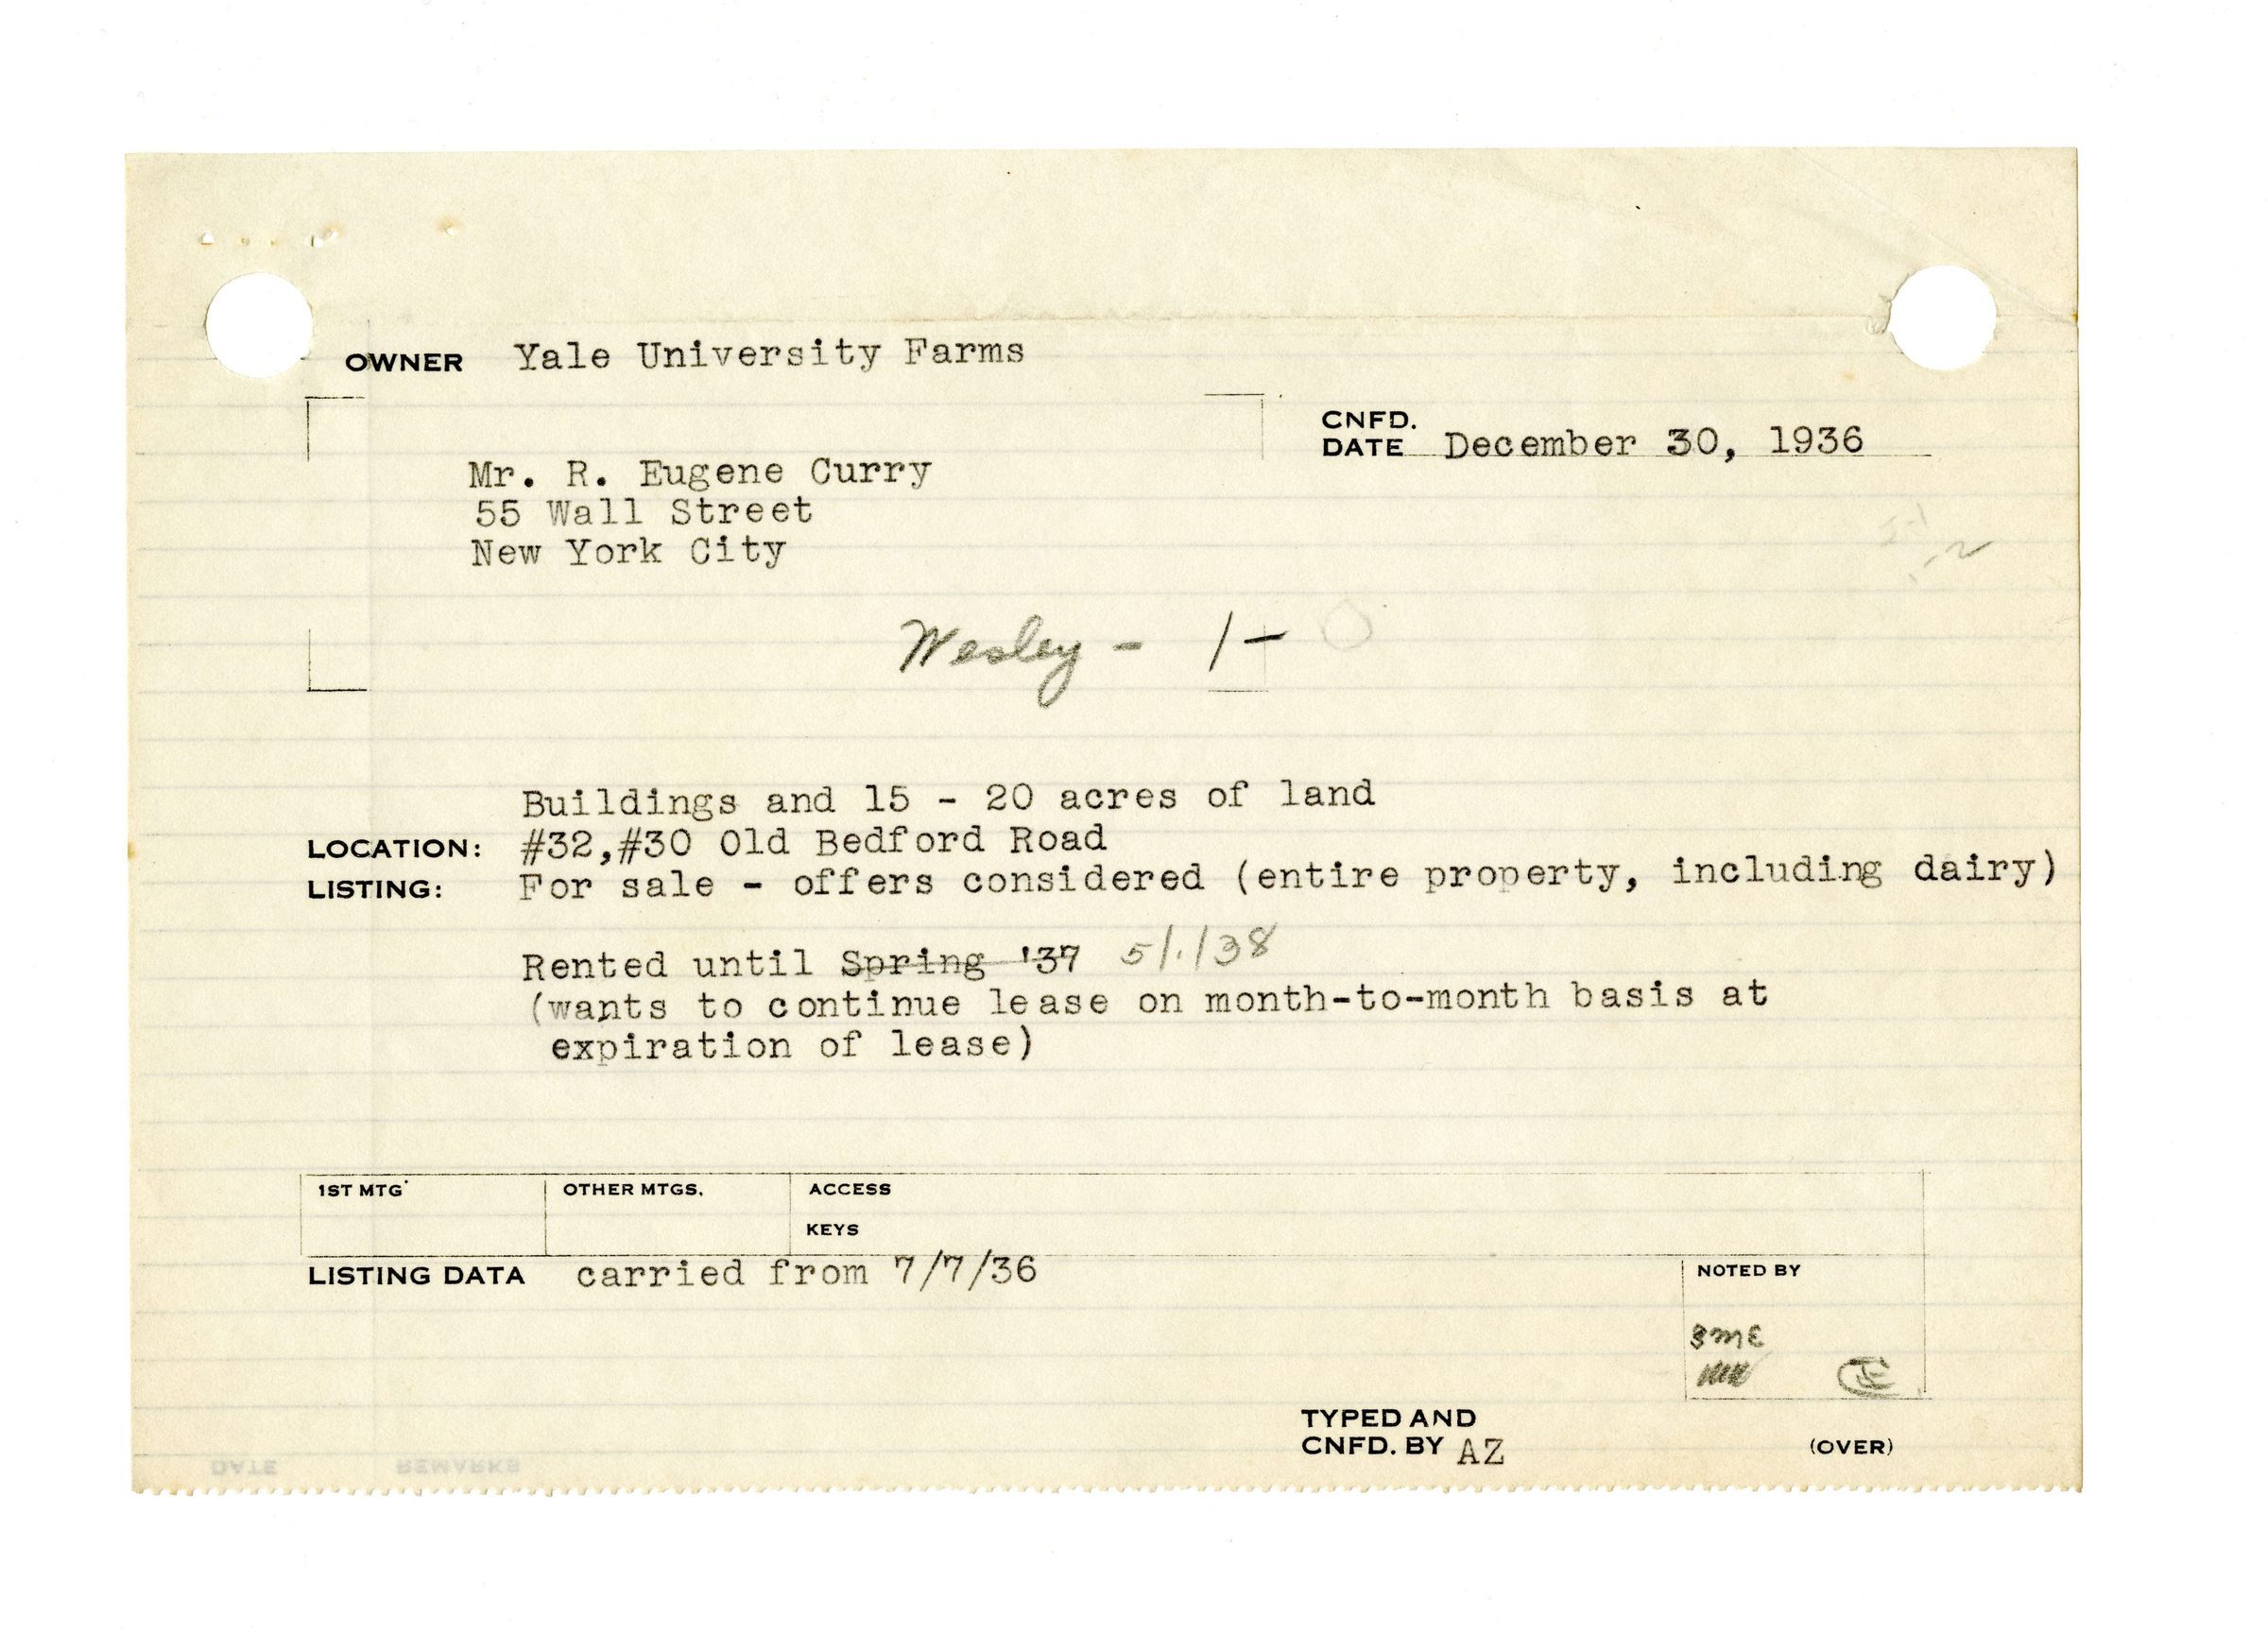 OWNER Yale University Farms
CNFD.
DATE December 30, 1936
Mr. R. Eugene Curry
55 Wall Street
New York City
Wesley - 1-
Buildings and 15 - 20 acres of land
LOCATION: #32,#30 Old Bedford Road
LISTING: For sale - offers considered (entire property, including dairy)
Rented until Spring '37 5/1/38
(wants to continue lease on month-to-month basis at
expiration of lease)
1ST MTG OTHER MTGS. ACCESS
KEYS
LISTING DATA carried from 7/7/36
NOTED BY
TYPED AND
CNFD. BY AZ (OVER)
DATE REMARKS